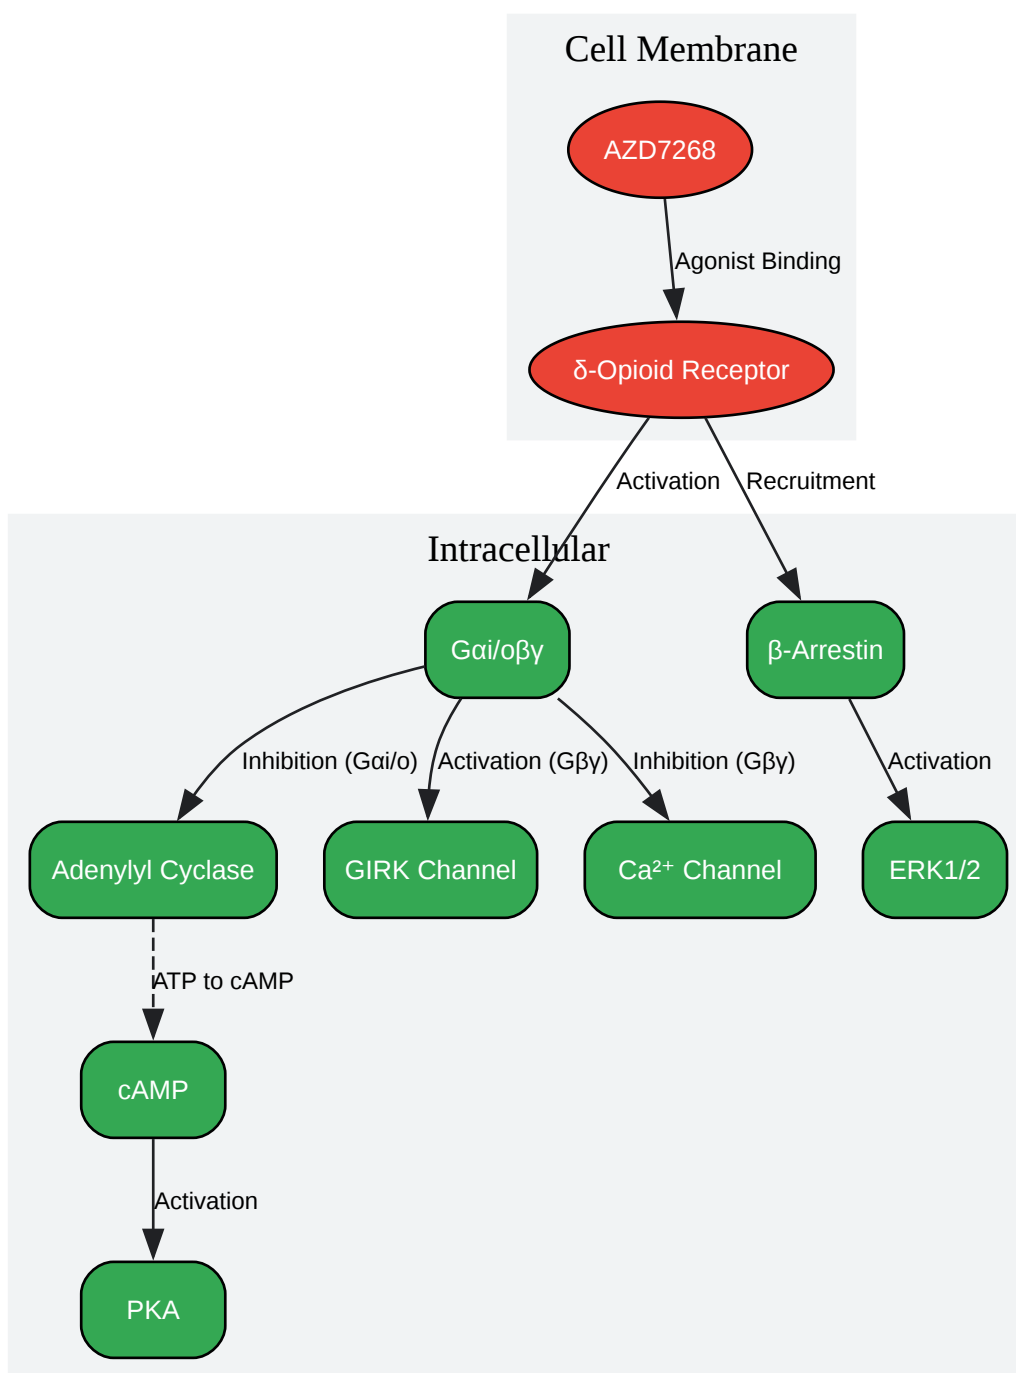 Cell Membrane
AZD7268
Agonist Binding
δ-Opioid Receptor
Activation
Recruitment
Intracellular
Gαi/oβγ
β-Arrestin
Inhibition (Gαi/o)
Activation (Gβγ)
Inhibition (Gβγ)
Activation
Adenylyl Cyclase
GIRK Channel
Ca²⁺ Channel
ERK1/2
ATP to cAMP
cAMP
Activation
PKA